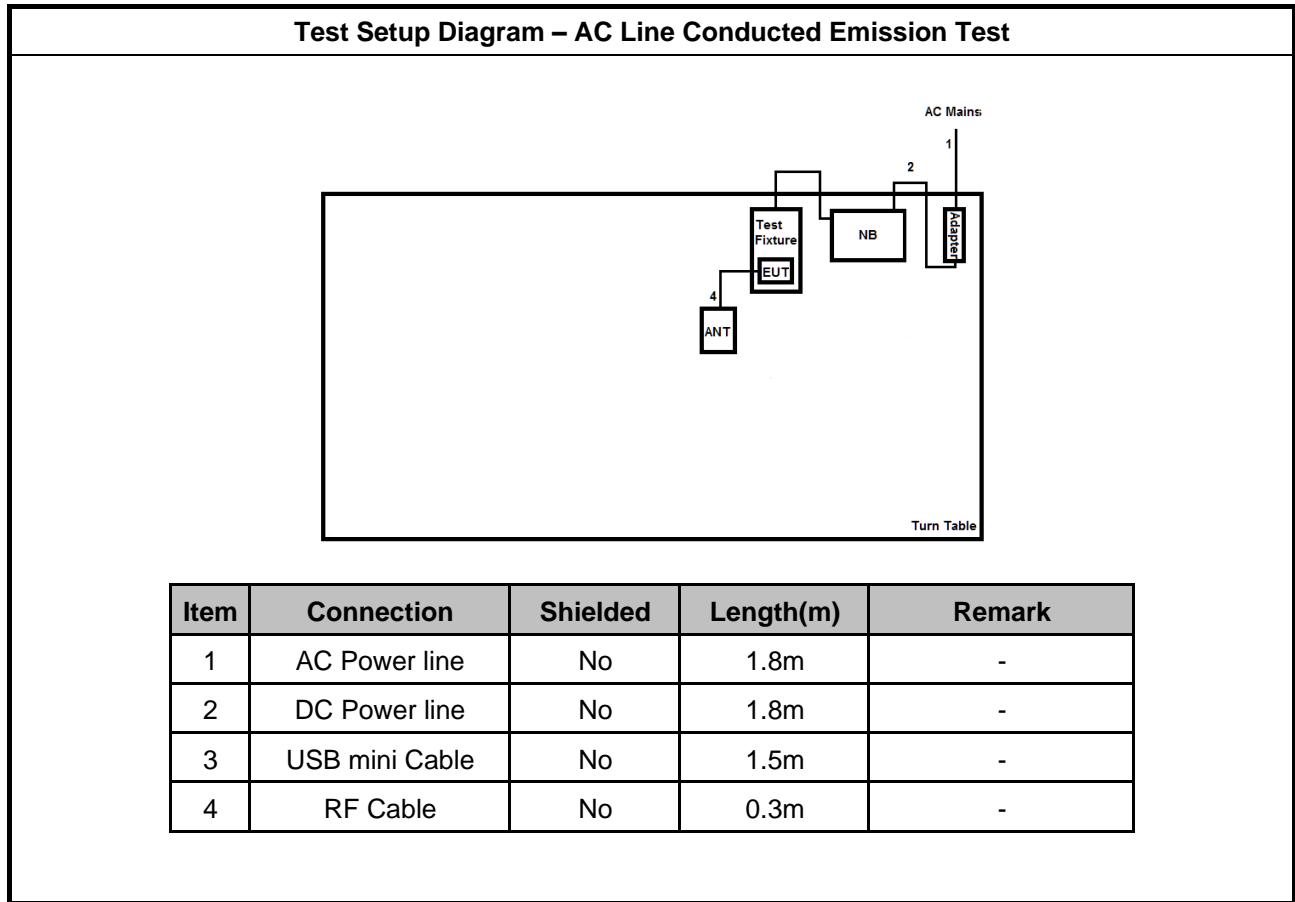 Test Setup Diagram – AC Line Conducted Emission Test
AC Mains
1
2
Test
Fixture
NB
Adapter
EUT
4
ANT
Turn Table
Item Connection Shielded Length(m) Remark
1 AC Power line No 1.8m -
2 DC Power line No 1.8m -
3 USB mini Cable No 1.5m -
4 RF Cable No 0.3m -